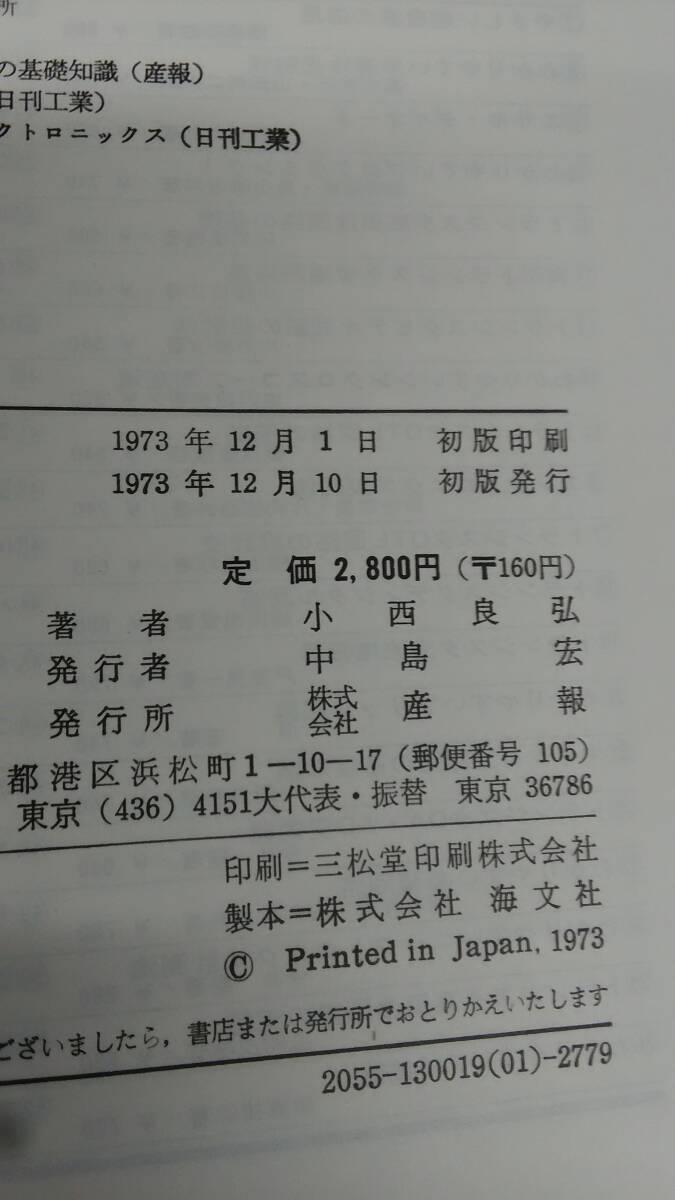 所
の基礎知識（産報）
日刊工業）
クトロニックス（日刊工業）
1973 年 12 月 1 日 初版印刷
1973 年 12 月 10 日 初版発行
定 価 2,800円（〒160円）
著 者 小 西 良 弘
発行者 中 島 宏
発行所 株式会社 産 報
都港区浜松町1—10—17（郵便番号 105）
東京（436）4151大代表・振替 東京 36786
印刷＝三松堂印刷株式会社
製本＝株式会社 海文社
© Printed in Japan, 1973
ございましたら，書店または発行所でおとりかえいたします
2055-130019(01)-2779